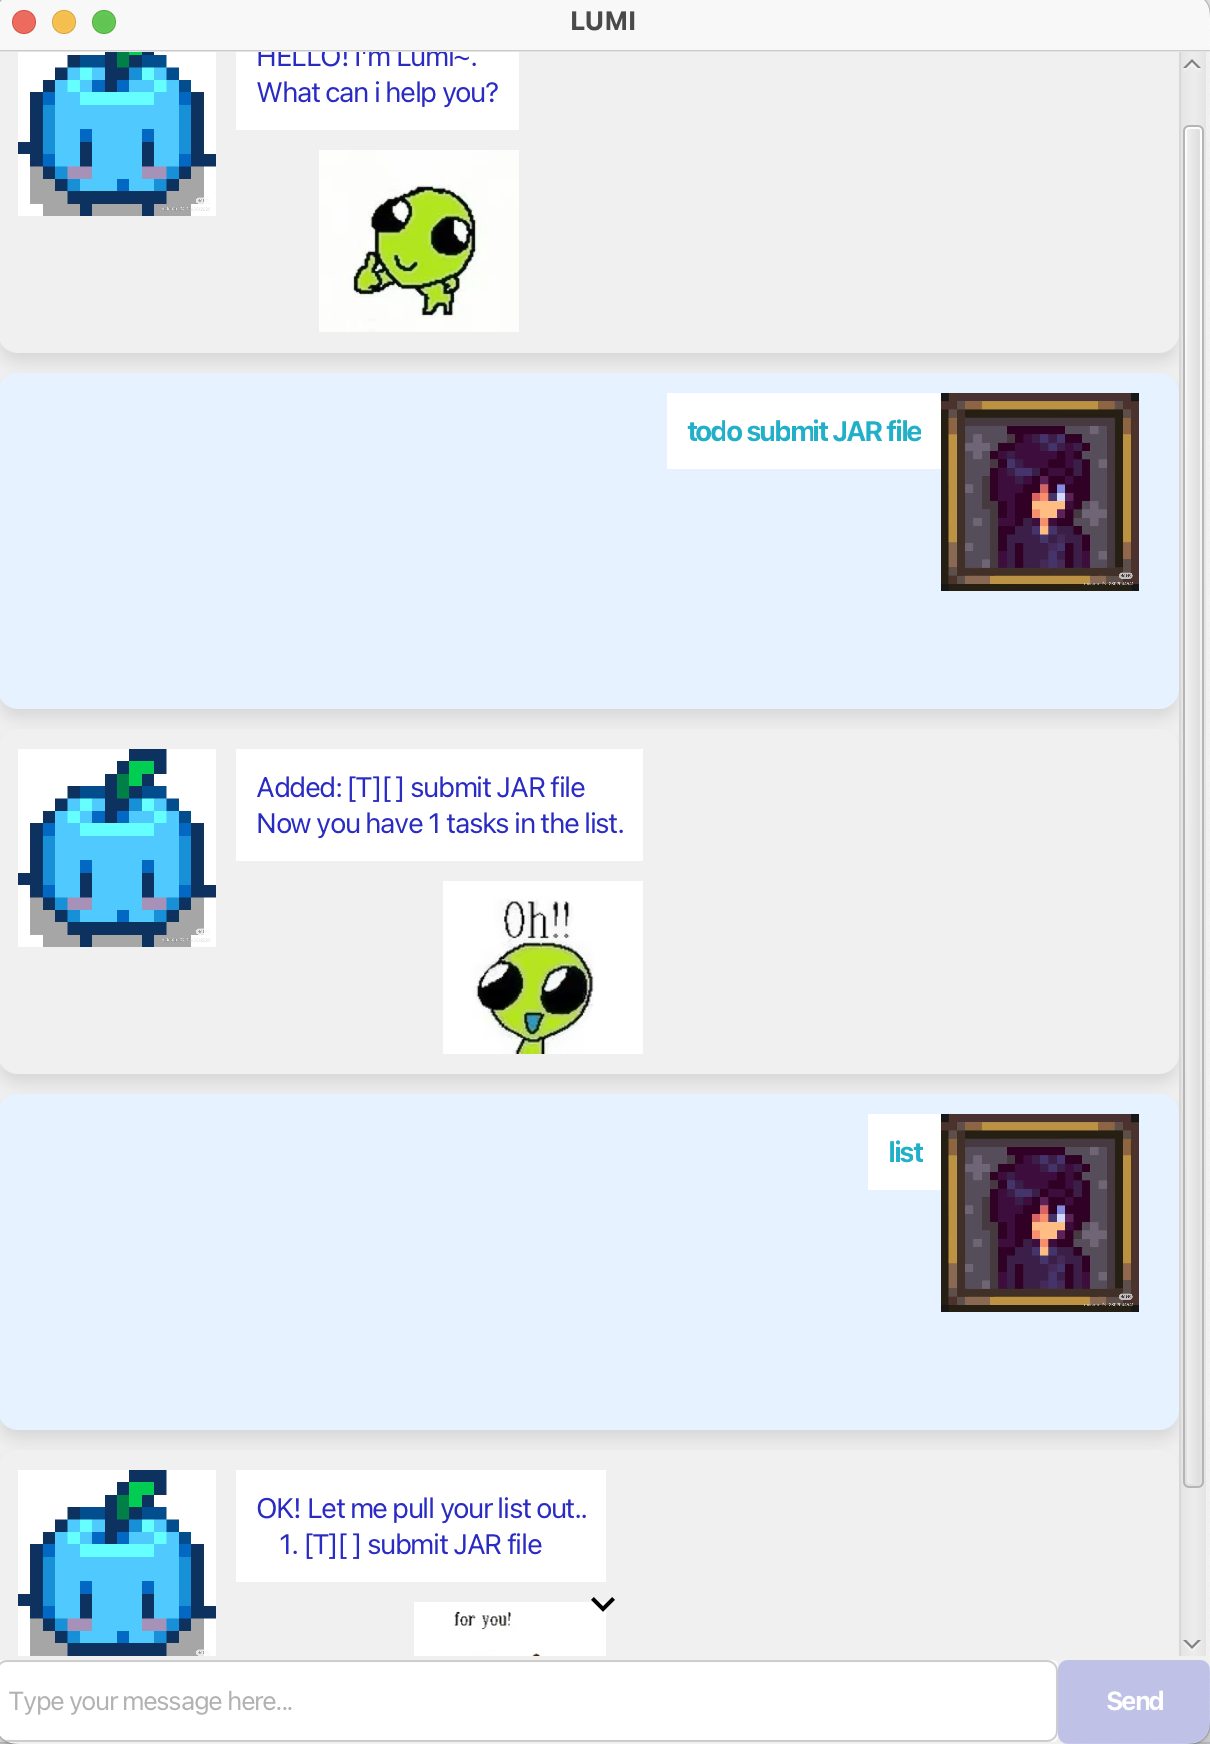 LUMI
HELLO! I'm Lumi~.
What can i help you?
todo submit JAR file
Added: [T][ ] submit JAR file
Now you have 1 tasks in the list.
Oh!!
list
OK! Let me pull your list out..
1. [T][ ] submit JAR file
for you!
Type your message here...
Send